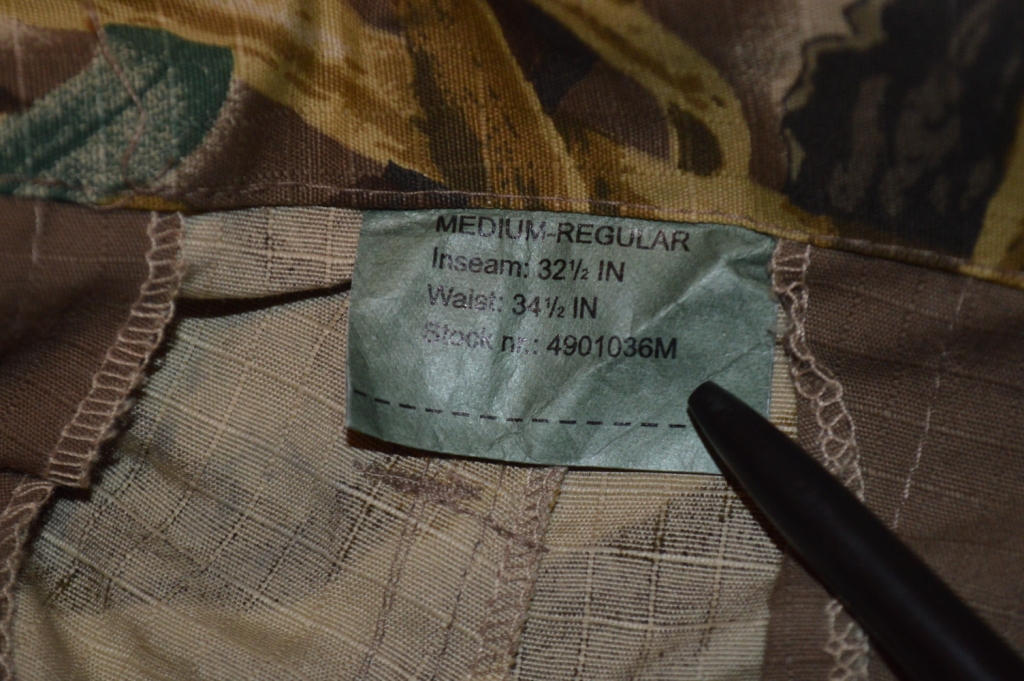 MEDIUM-REGULAR
Inseam: 32½ IN
Waist: 34½ IN
Stock nr.: 4901036M